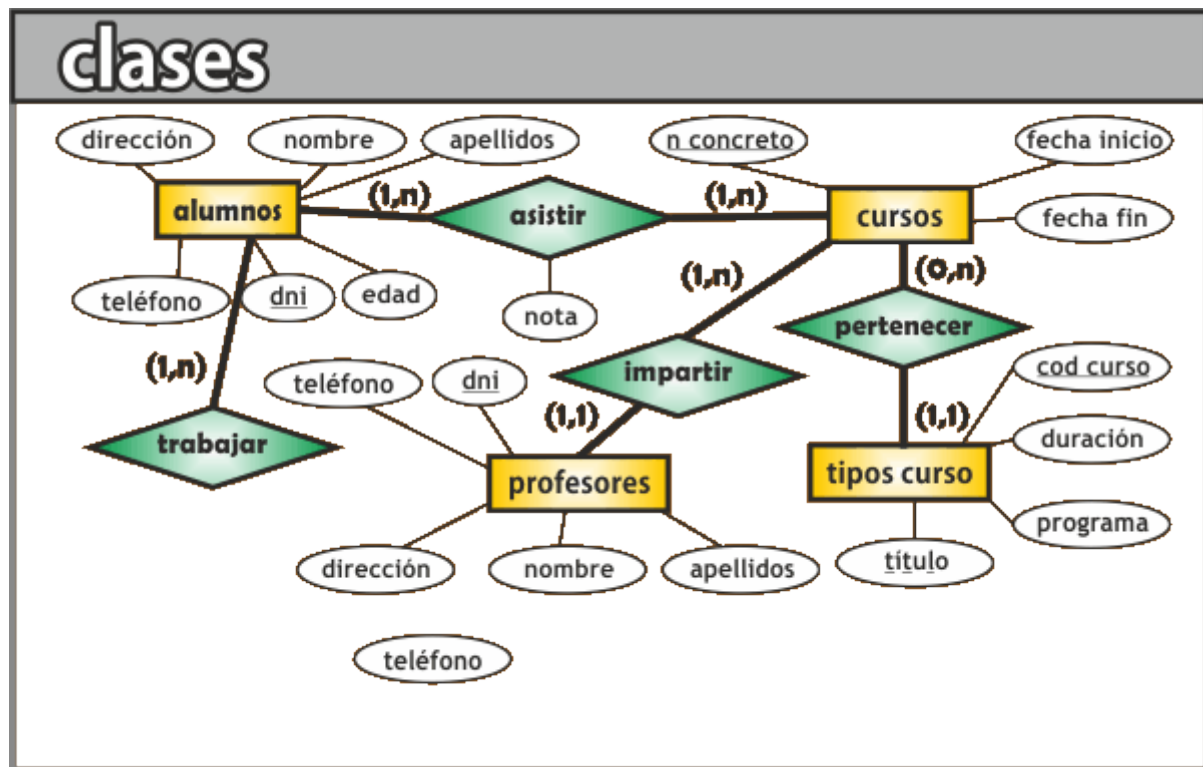 clases
dirección
nombre
apellidos
n concreto
fecha inicio
alumnos
(1,n)
asistir
(1,n)
cursos
fecha fin
teléfono
dni
edad
nota
(1,n)
(0,n)
pertenecer
(1,n)
teléfono
dni
impartir
cod curso
(1,1)
(1,1)
trabajar
duración
profesores
tipos curso
programa
dirección
nombre
apellidos
título
teléfono